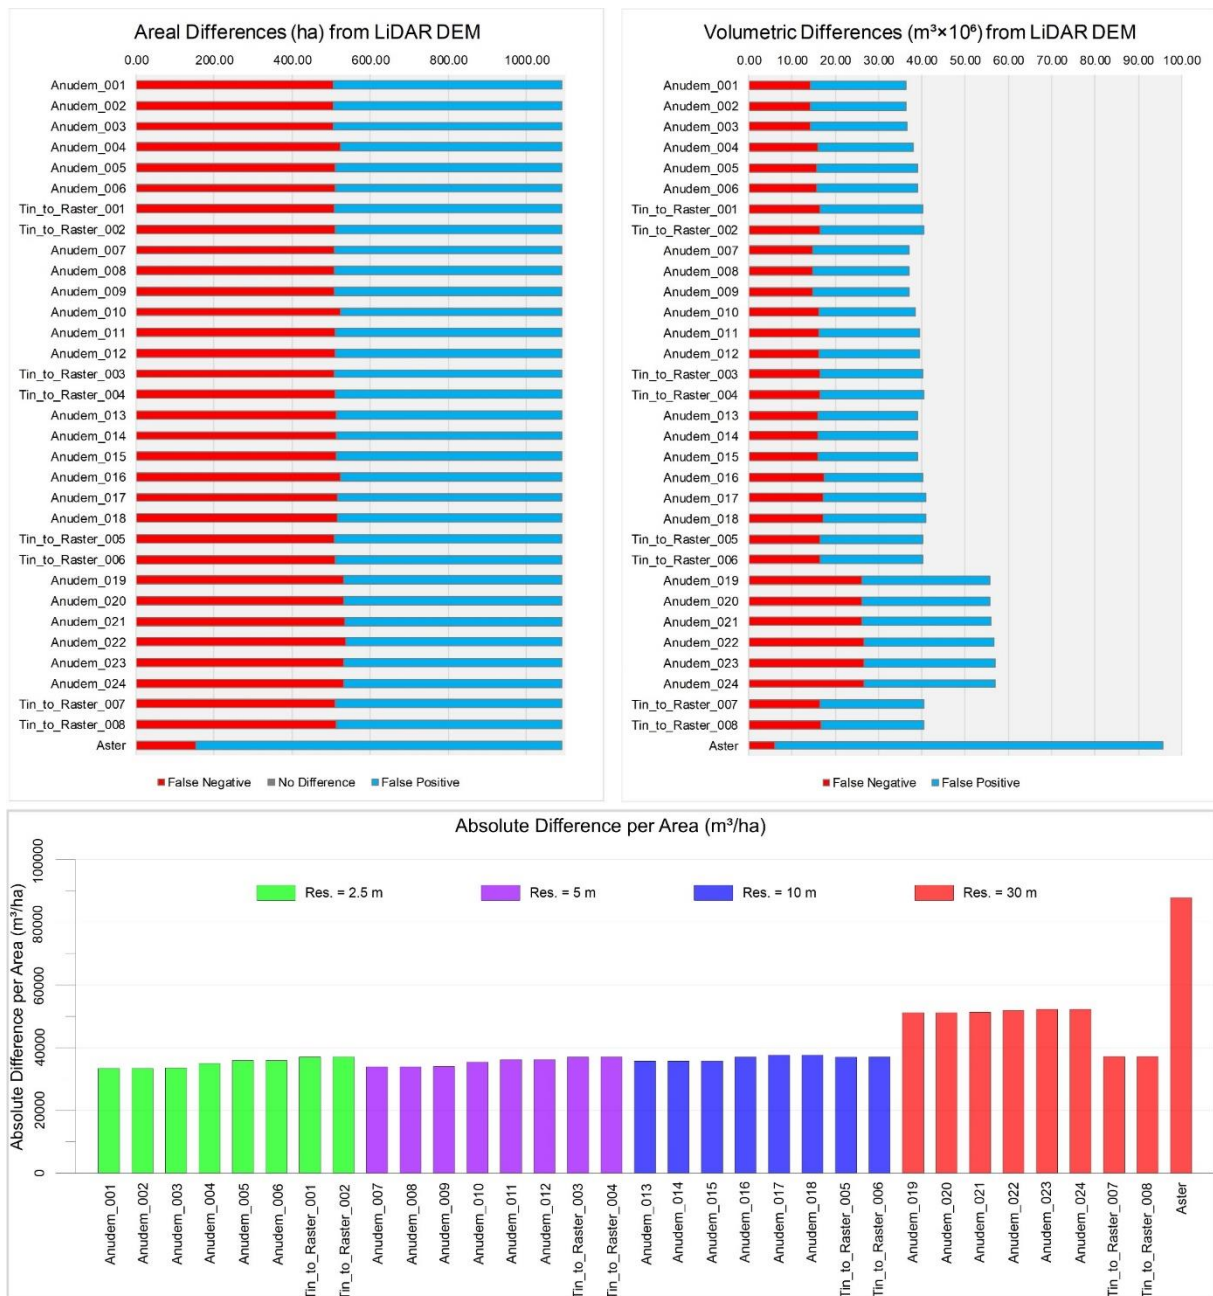 Areal Differences (ha) from LiDAR DEM
0.00 200.00 400.00 600.00 800.00 1000.00
Anudem_001
Anudem_002
Anudem_003
Anudem_004
Anudem_005
Anudem_006
Tin_to_Raster_001
Tin_to_Raster_002
Anudem_007
Anudem_008
Anudem_009
Anudem_010
Anudem_011
Anudem_012
Tin_to_Raster_003
Tin_to_Raster_004
Anudem_013
Anudem_014
Anudem_015
Anudem_016
Anudem_017
Anudem_018
Tin_to_Raster_005
Tin_to_Raster_006
Anudem_019
Anudem_020
Anudem_021
Anudem_022
Anudem_023
Anudem_024
Tin_to_Raster_007
Tin_to_Raster_008
Aster
False Negative No Difference False Positive
Volumetric Differences (m³×10⁶) from LiDAR DEM
0.00 10.00 20.00 30.00 40.00 50.00 60.00 70.00 80.00 90.00 100.00
Anudem_001
Anudem_002
Anudem_003
Anudem_004
Anudem_005
Anudem_006
Tin_to_Raster_001
Tin_to_Raster_002
Anudem_007
Anudem_008
Anudem_009
Anudem_010
Anudem_011
Anudem_012
Tin_to_Raster_003
Tin_to_Raster_004
Anudem_013
Anudem_014
Anudem_015
Anudem_016
Anudem_017
Anudem_018
Tin_to_Raster_005
Tin_to_Raster_006
Anudem_019
Anudem_020
Anudem_021
Anudem_022
Anudem_023
Anudem_024
Tin_to_Raster_007
Tin_to_Raster_008
Aster
False Negative False Positive
Absolute Difference per Area (m³/ha)
Absolute Difference per Area (m³/ha)
100000
80000
60000
40000
20000
0
Res. = 2.5 m Res. = 5 m Res. = 10 m Res. = 30 m
Anudem_001
Anudem_002
Anudem_003
Anudem_004
Anudem_005
Anudem_006
Tin_to_Raster_001
Tin_to_Raster_002
Anudem_007
Anudem_008
Anudem_009
Anudem_010
Anudem_011
Anudem_012
Tin_to_Raster_003
Tin_to_Raster_004
Anudem_013
Anudem_014
Anudem_015
Anudem_016
Anudem_017
Anudem_018
Tin_to_Raster_005
Tin_to_Raster_006
Anudem_019
Anudem_020
Anudem_021
Anudem_022
Anudem_023
Anudem_024
Tin_to_Raster_007
Tin_to_Raster_008
Aster